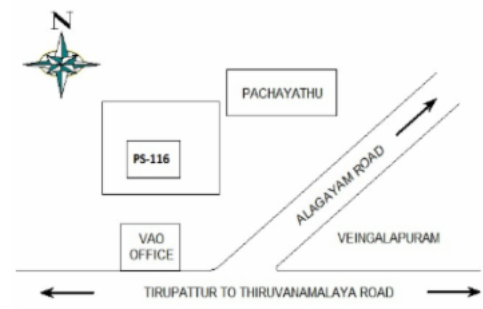 N
PACHAYATHU
PS-116
ALAGAYAM ROAD
VAO
OFFICE
VEINGALAPURAM
TIRUPATTUR TO THIRUVANAMALAYA ROAD